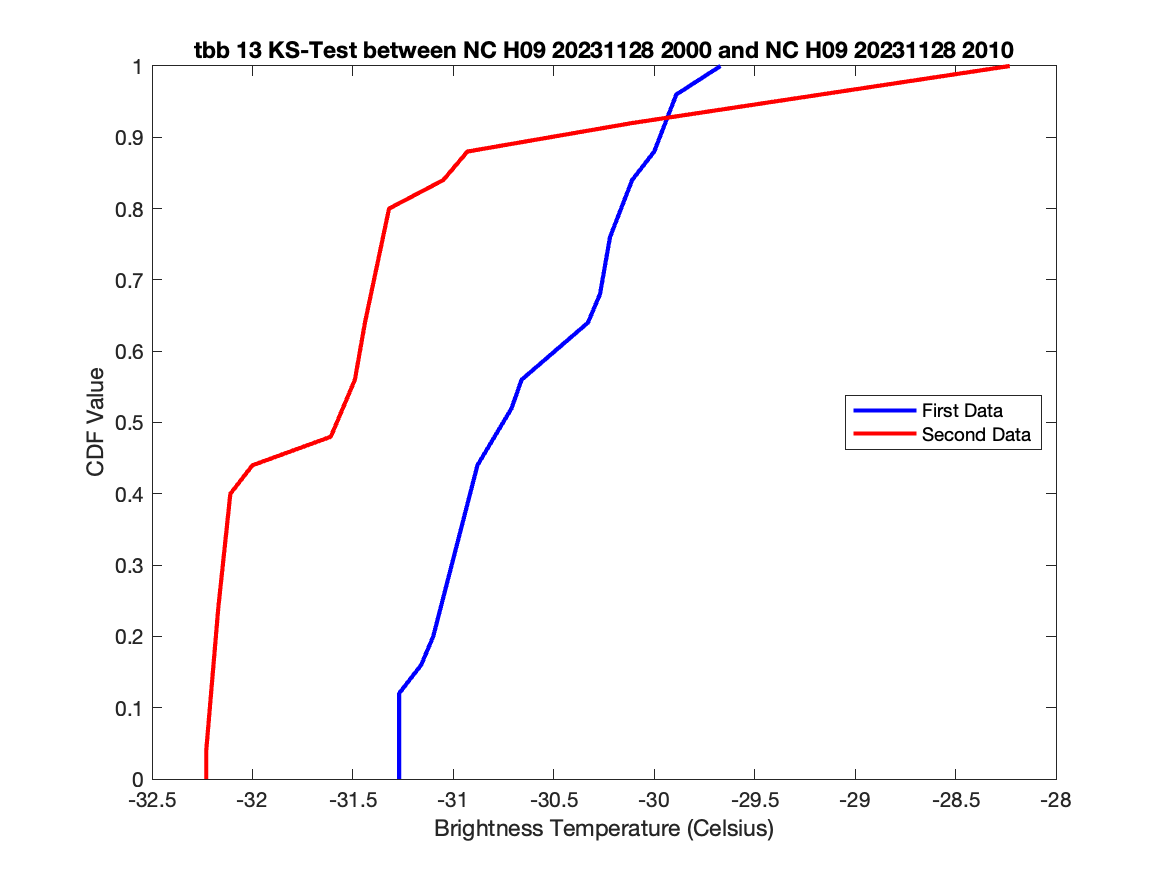 tbb 13 KS-Test between NC H09 20231128 2000 and NC H09 20231128 2010
1
0.9
0.8
0.7
0.6
0.5
0.4
0.3
0.2
0.1
0
CDF Value
First Data
Second Data
-32.5 -32 -31.5 -31 -30.5 -30 -29.5 -29 -28.5 -28
Brightness Temperature (Celsius)